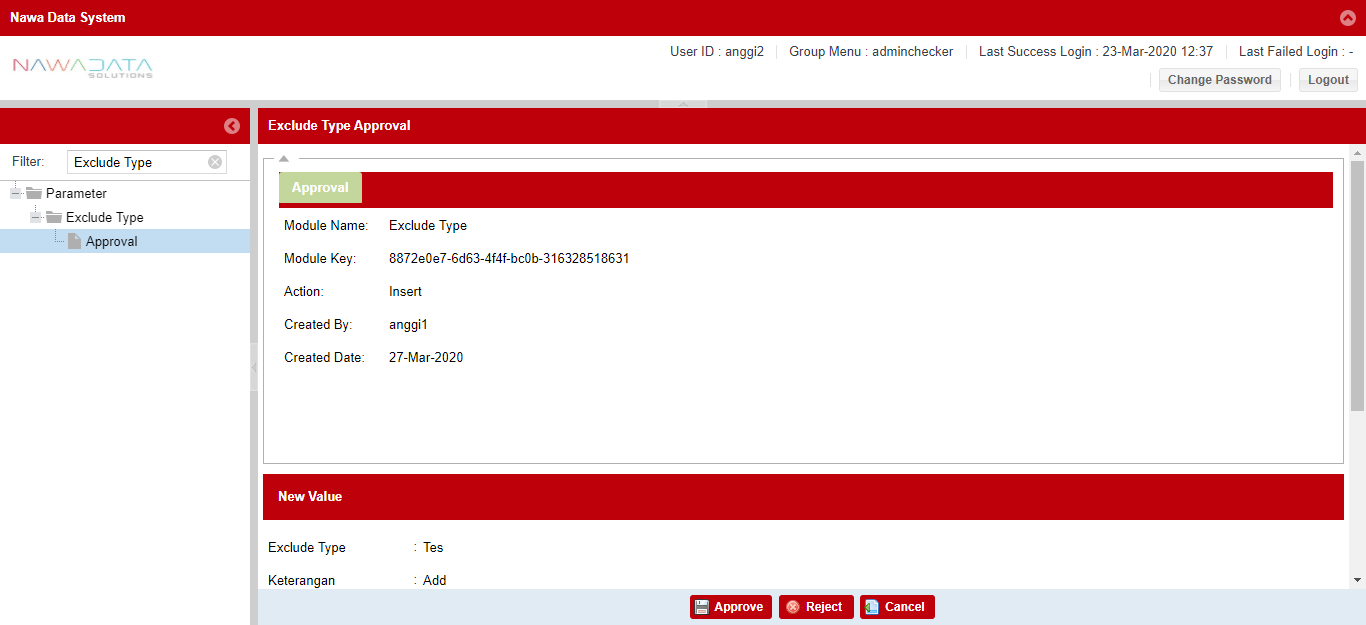 Nawa Data System
NAWADATA
SOLUTIONS
User ID : anggi2
Group Menu : adminchecker
Last Success Login : 23-Mar-2020 12:37
Last Failed Login : -
Change Password
Logout
Filter:
Exclude Type
Parameter
Exclude Type
Approval
Exclude Type Approval
Approval
Module Name: Exclude Type
Module Key: 8872e0e7-6d63-4f4f-bc0b-316328518631
Action: Insert
Created By: anggi1
Created Date: 27-Mar-2020
New Value
Exclude Type : Tes
Keterangan : Add
Approve
Reject
Cancel